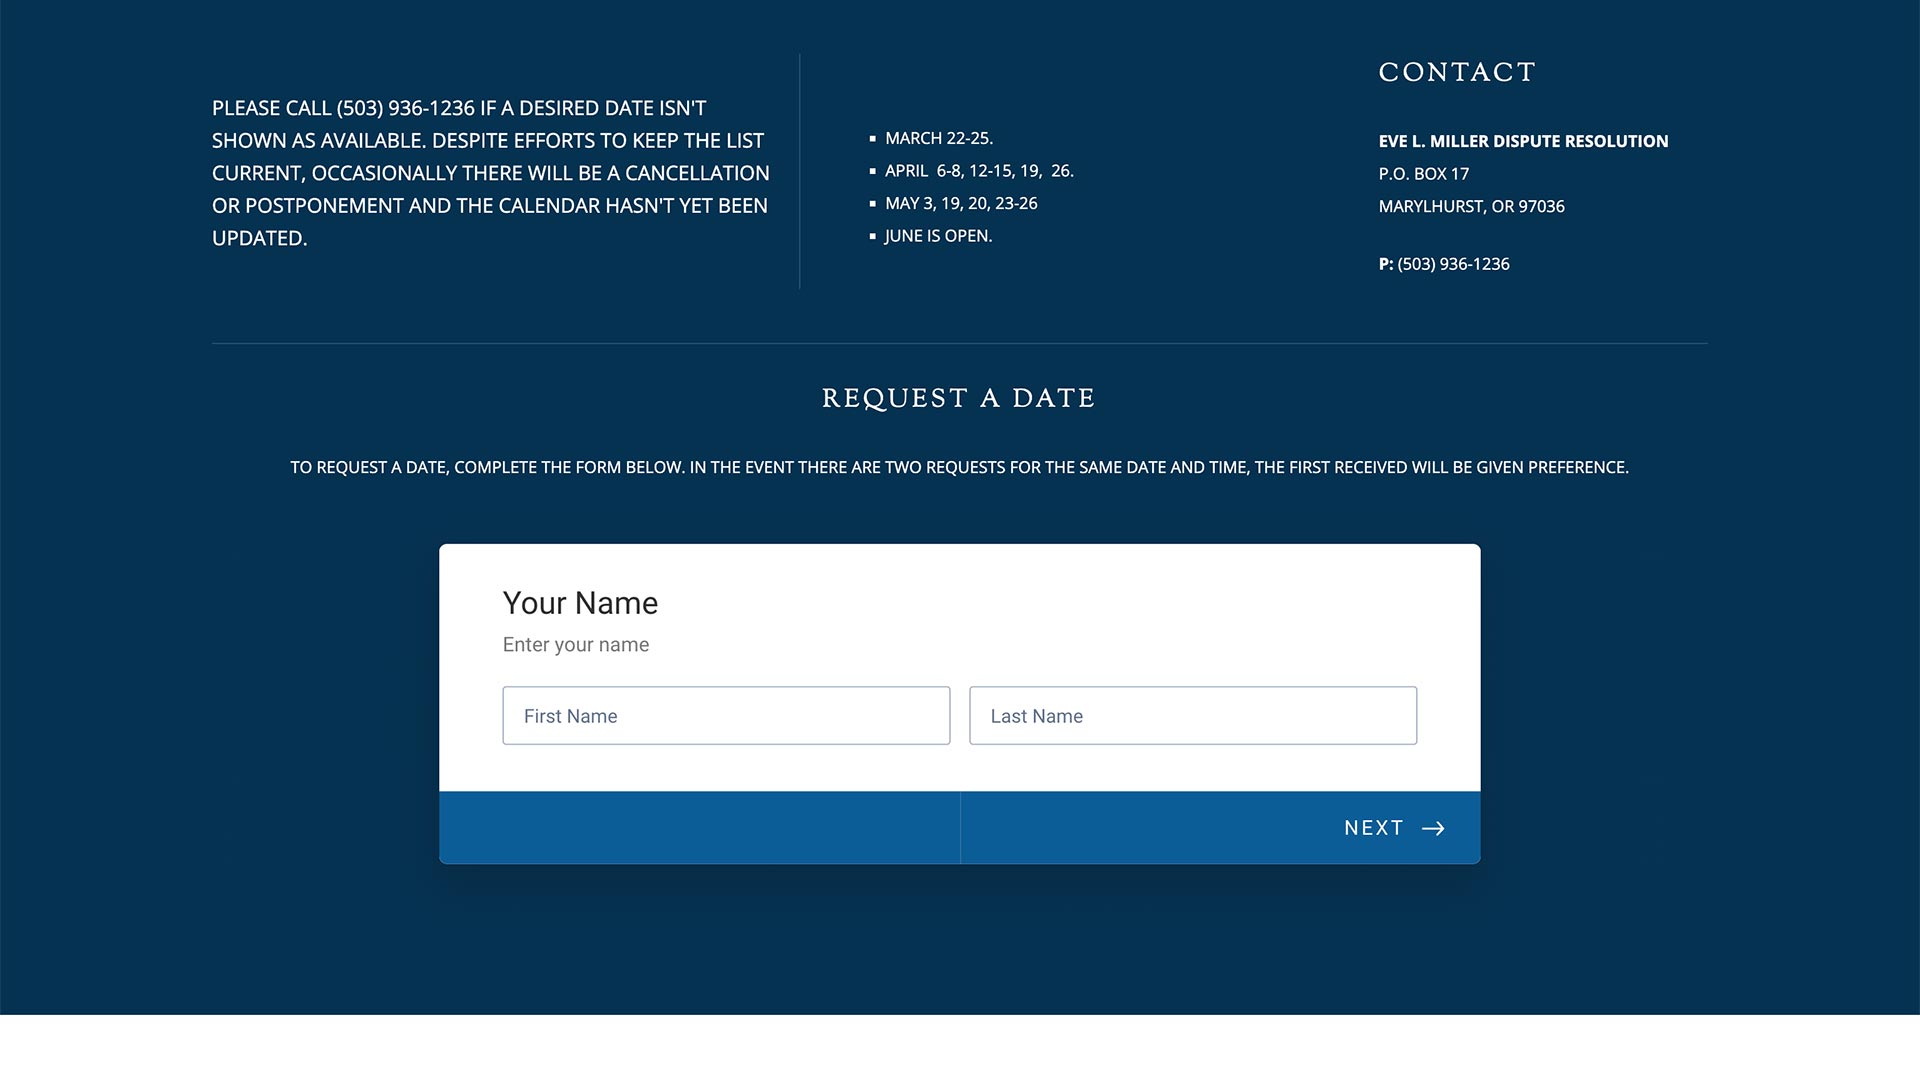 PLEASE CALL (503) 936-1236 IF A DESIRED DATE ISN'T
SHOWN AS AVAILABLE. DESPITE EFFORTS TO KEEP THE LIST
CURRENT, OCCASIONALLY THERE WILL BE A CANCELLATION
OR POSTPONEMENT AND THE CALENDAR HASN'T YET BEEN
UPDATED.
MARCH 22-25.
APRIL  6-8, 12-15, 19,  26.
MAY 3, 19, 20, 23-26
JUNE IS OPEN.
CONTACT
EVE L. MILLER DISPUTE RESOLUTION
P.O. BOX 17
MARYLHURST, OR 97036
P: (503) 936-1236
REQUEST A DATE
TO REQUEST A DATE, COMPLETE THE FORM BELOW. IN THE EVENT THERE ARE TWO REQUESTS FOR THE SAME DATE AND TIME, THE FIRST RECEIVED WILL BE GIVEN PREFERENCE.
Your Name
Enter your name
First Name
Last Name
NEXT →